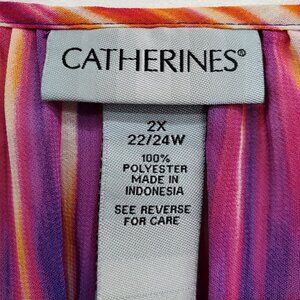 CATHERINES®
2X
22/24W
100%
POLYESTER
MADE IN
INDONESIA
SEE REVERSE
FOR CARE